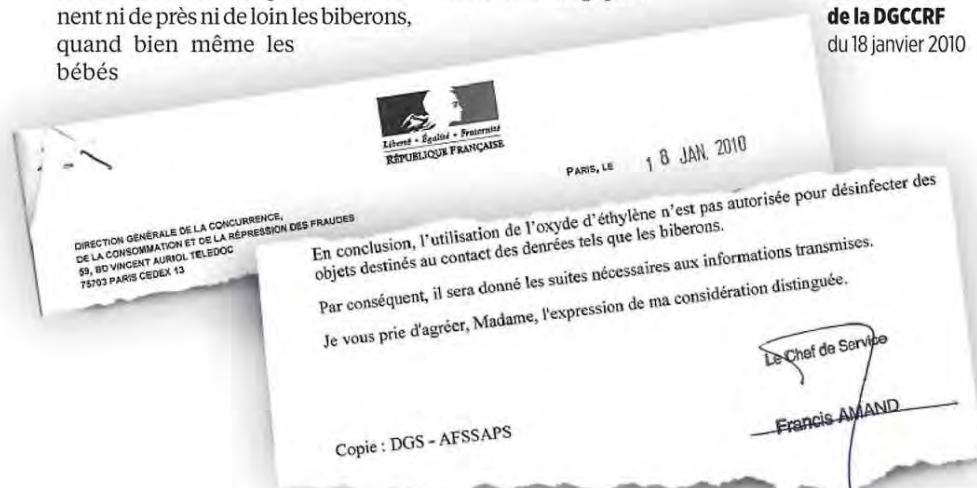 nent ni de près ni de loin les biberons,
quand bien même les
bébés
de la DGCCRF
du 18 janvier 2010
Liberté • Égalité • Fraternité
RÉPUBLIQUE FRANÇAISE
PARIS, LE 18 JAN. 2010
DIRECTION GÉNÉRALE DE LA CONCURRENCE,
DE LA CONSOMMATION ET DE LA RÉPRESSION DES FRAUDES
59, BD VINCENT AURIOL TELEDOC
75703 PARIS CEDEX 13
En conclusion, l'utilisation de l'oxyde d'éthylène n'est pas autorisée pour désinfecter des
objets destinés au contact des denrées tels que les biberons.
Par conséquent, il sera donné les suites nécessaires aux informations transmises.
Je vous prie d'agréer, Madame, l'expression de ma considération distinguée.
Le Chef de Service
Francis AMAND
Copie : DGS - AFSSAPS